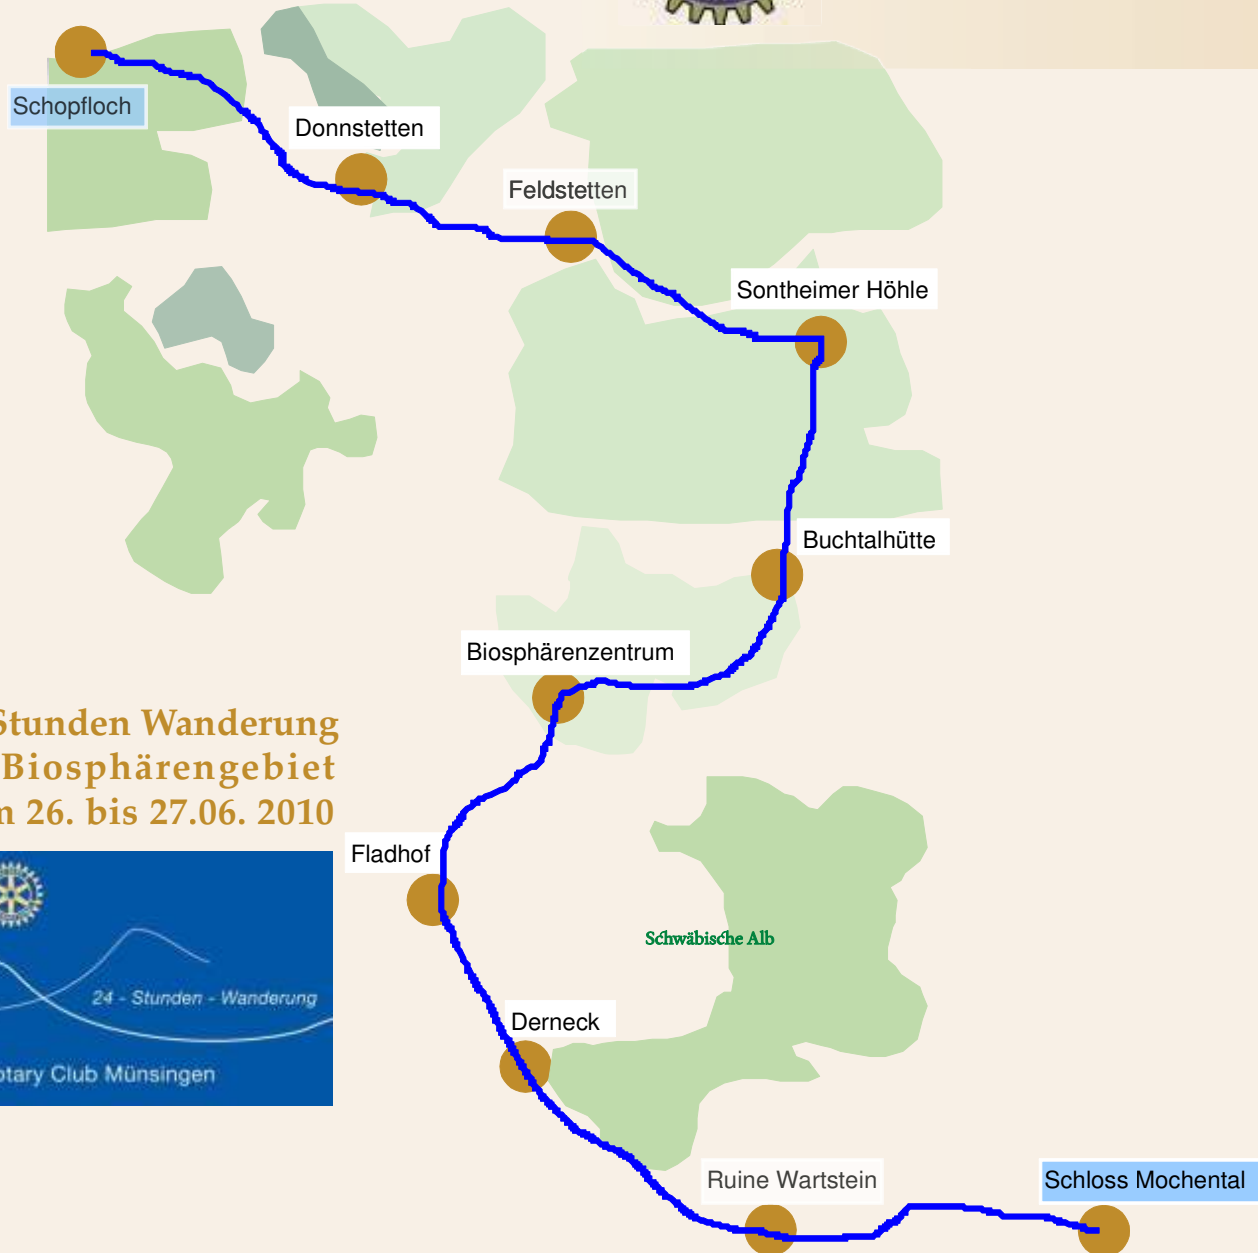 Schopfloch
Donnstetten
Feldstetten
Sontheimer Höhle
Buchtalhütte
Biosphärenzentrum
Stunden Wanderung
Biosphärengebiet
26. bis 27.06. 2010
Fladhof
Schwäbische Alb
24 - Stunden - Wanderung
Derneck
Club Münsingen
Ruine Wartstein
Schloss Mochental